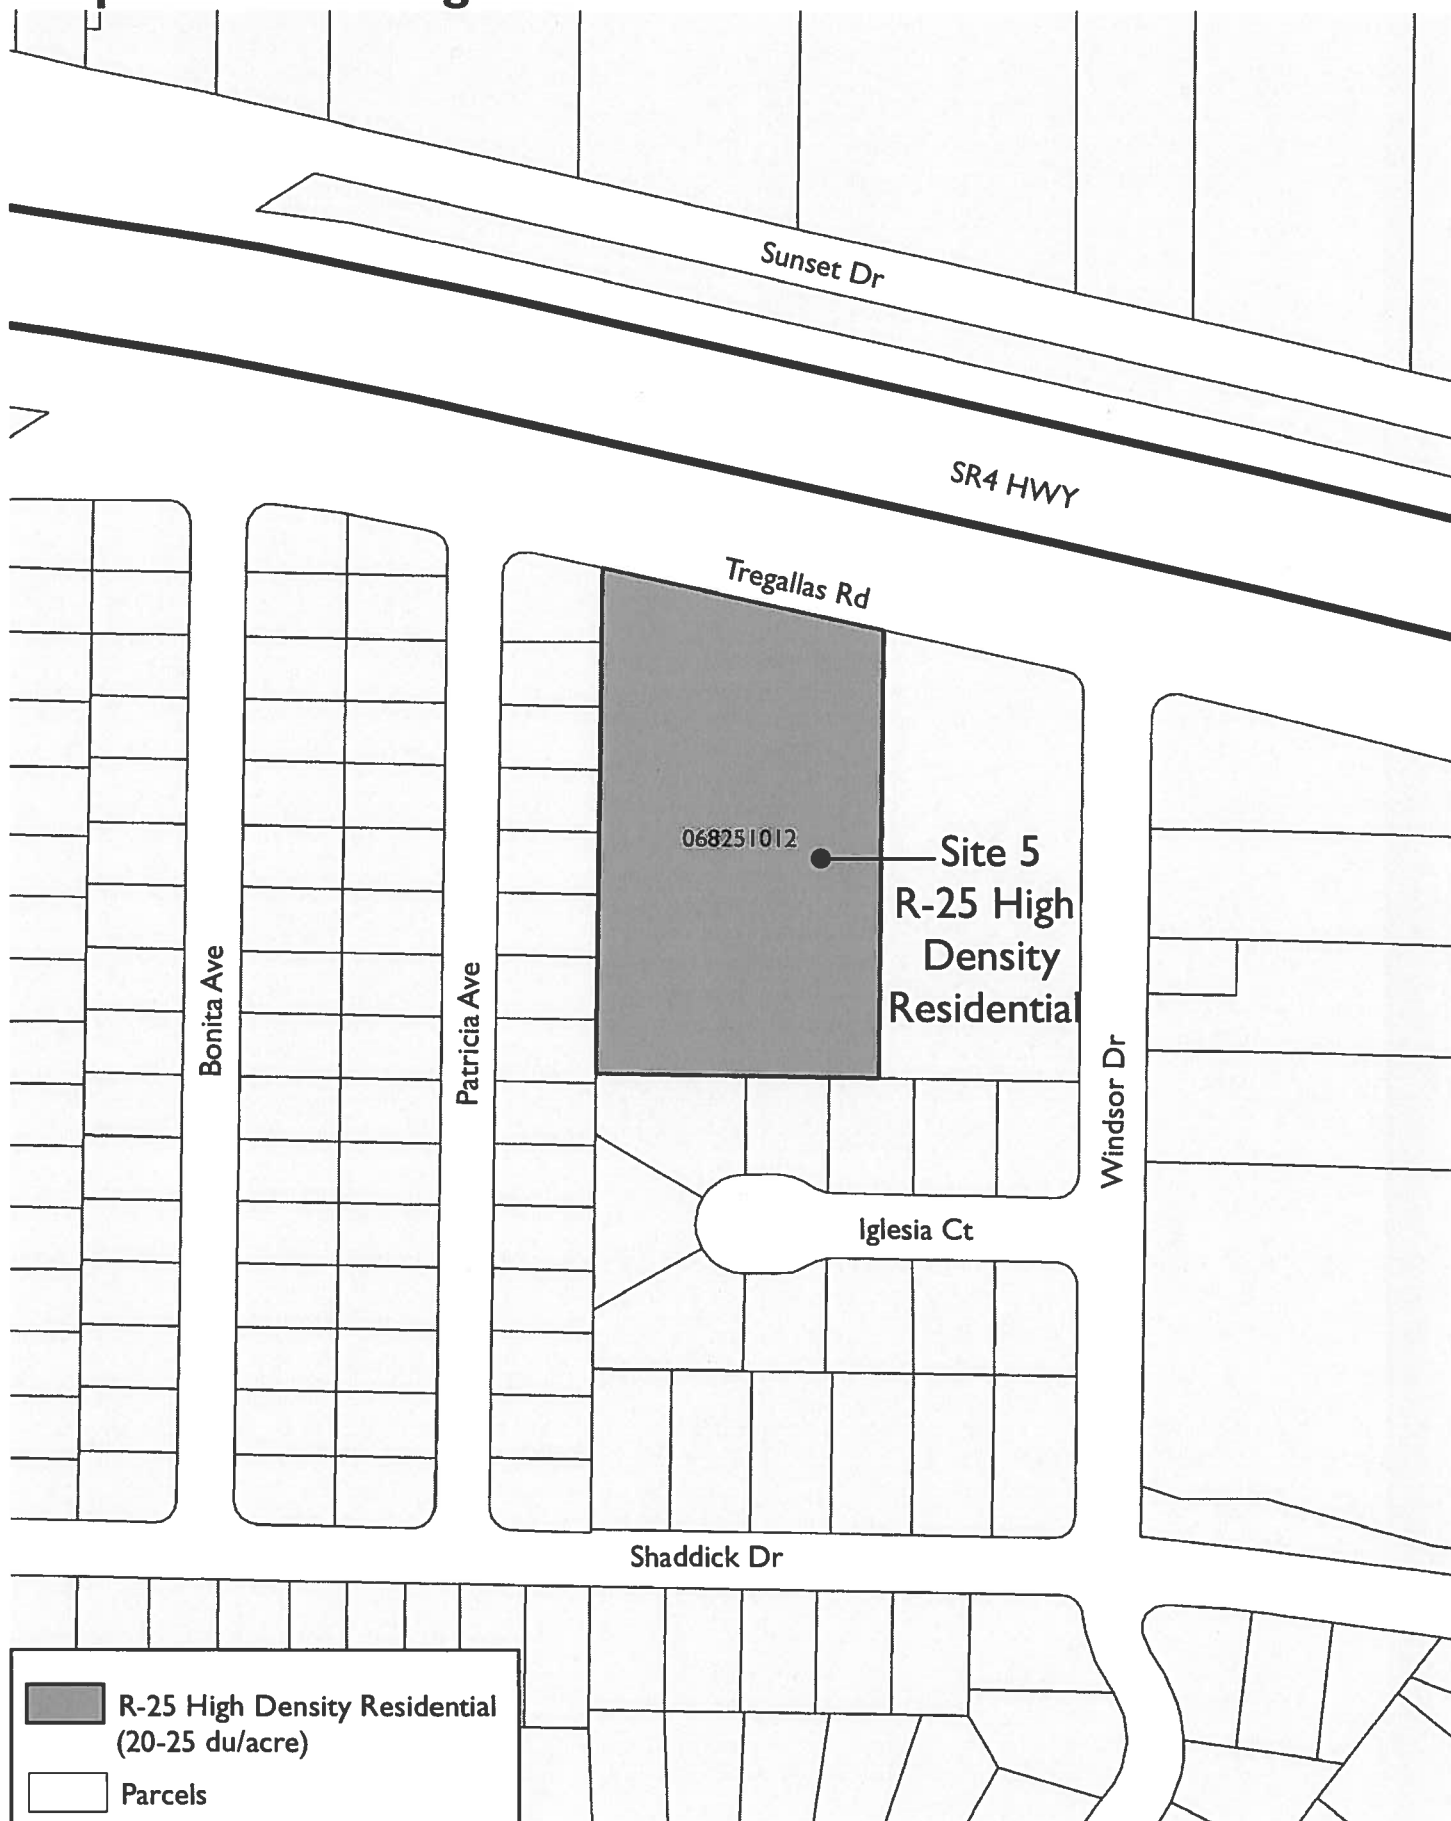 Sunset Dr
SR4 HWY
Tregallas Rd
068251012
Site 5
R-25 High
Density
Residential
Bonita Ave
Patricia Ave
Windsor Dr
Iglesia Ct
Shaddick Dr
R-25 High Density Residential
(20-25 du/acre)
Parcels